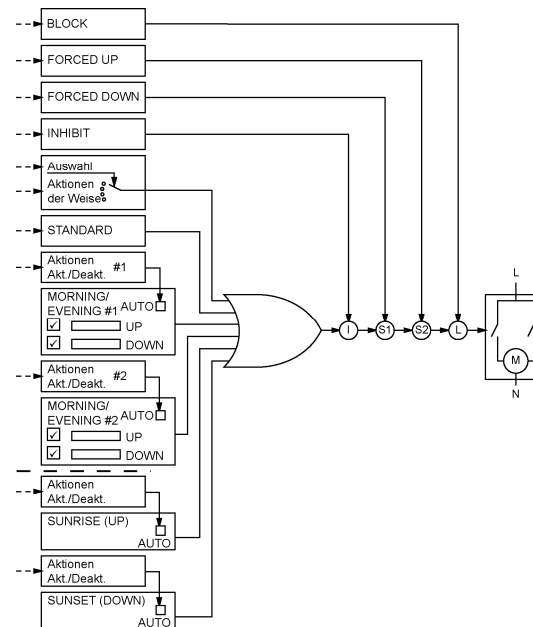 BLOCK
FORCED UP
FORCED DOWN
INHIBIT
Auswahl
Aktionen
der Weise
STANDARD
Aktionen
Akt./Deakt. #1
MORNING/
EVENING #1 AUTO
UP
DOWN
Aktionen
Akt./Deakt. #2
MORNING/
EVENING #2 AUTO
UP
DOWN
Aktionen
Akt./Deakt.
SUNRISE (UP)
AUTO
Aktionen
Akt./Deakt.
SUNSET (DOWN)
AUTO
I S1 S2 L
L
M
N